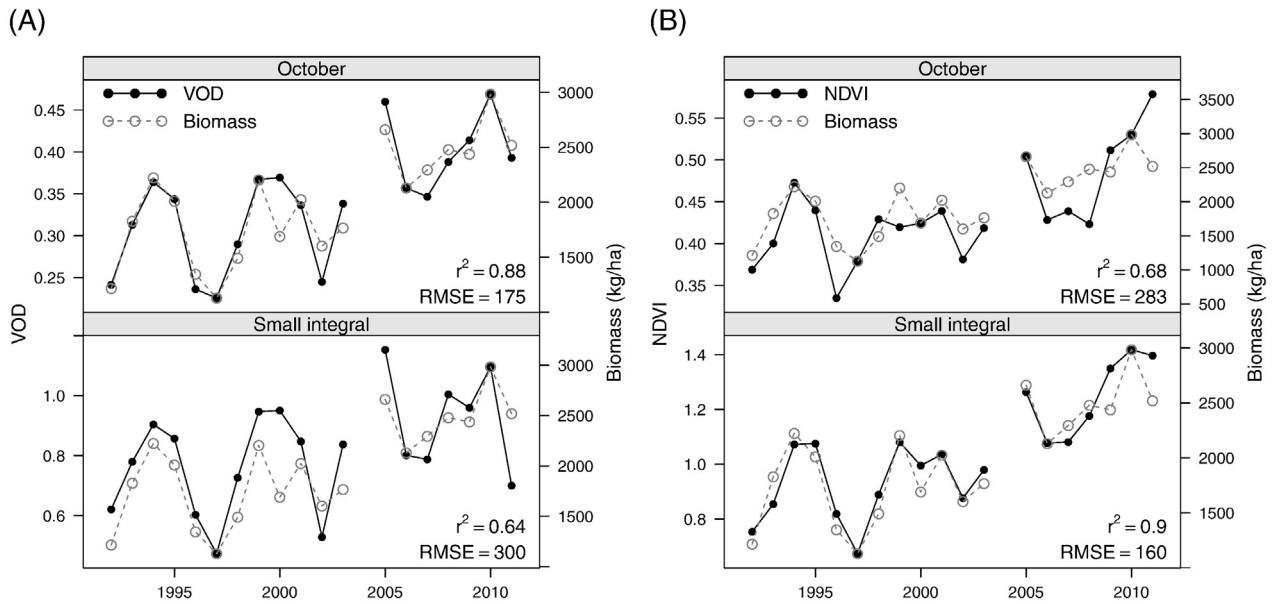 (A)
October
VOD
Biomass
0.45
0.40
0.35
0.30
0.25
3000
2500
2000
1500
r² = 0.88
RMSE = 175
Small integral
1.0
0.8
0.6
3000
2500
2000
1500
r² = 0.64
RMSE = 300
1995
2000
2005
2010
VOD
Biomass (kg/ha)
(B)
October
NDVI
Biomass
0.55
0.50
0.45
0.40
0.35
3500
3000
2500
2000
1500
1000
500
r² = 0.68
RMSE = 283
Small integral
1.4
1.2
1.0
0.8
3000
2500
2000
1500
r² = 0.9
RMSE = 160
1995
2000
2005
2010
NDVI
Biomass (kg/ha)